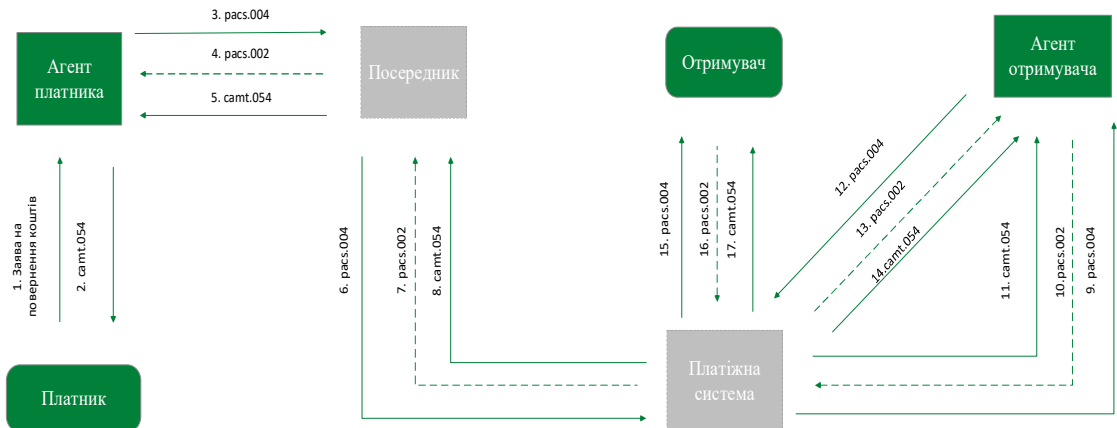 3. pacs.004
4. pacs.002
5. camt.054
Агент
платника
Посередник
Отримувач
Агент
отримувача
1. Заява на
повернення коштів
2. camt.054
6. pacs.004
7. pacs.002
8. camt.054
15. pacs.004
16. pacs.002
17. camt.054
12. pacs.004
13. pacs.002
14.camt.054
11. camt.054
10.pacs.002
9. pacs.004
Платник
Платіжна
система